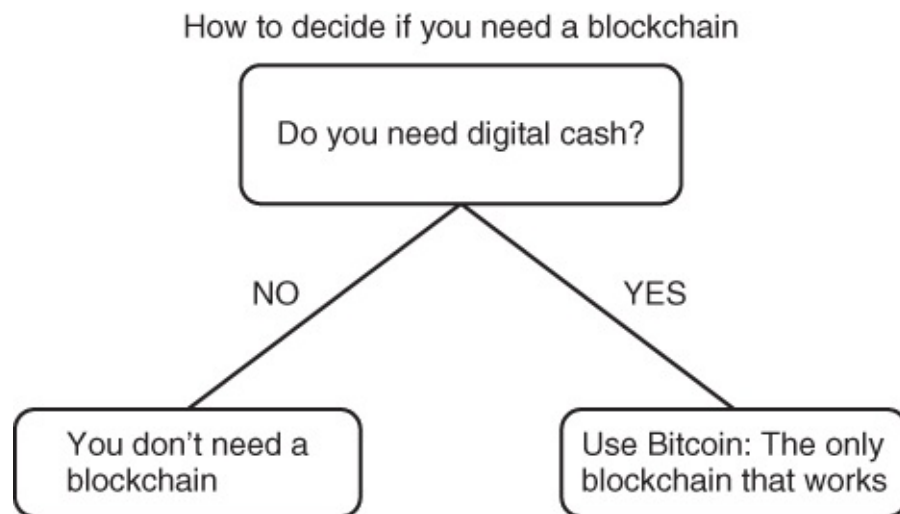 How to decide if you need a blockchain
Do you need digital cash?
NO
YES
You don’t need a
blockchain
Use Bitcoin: The only
blockchain that works